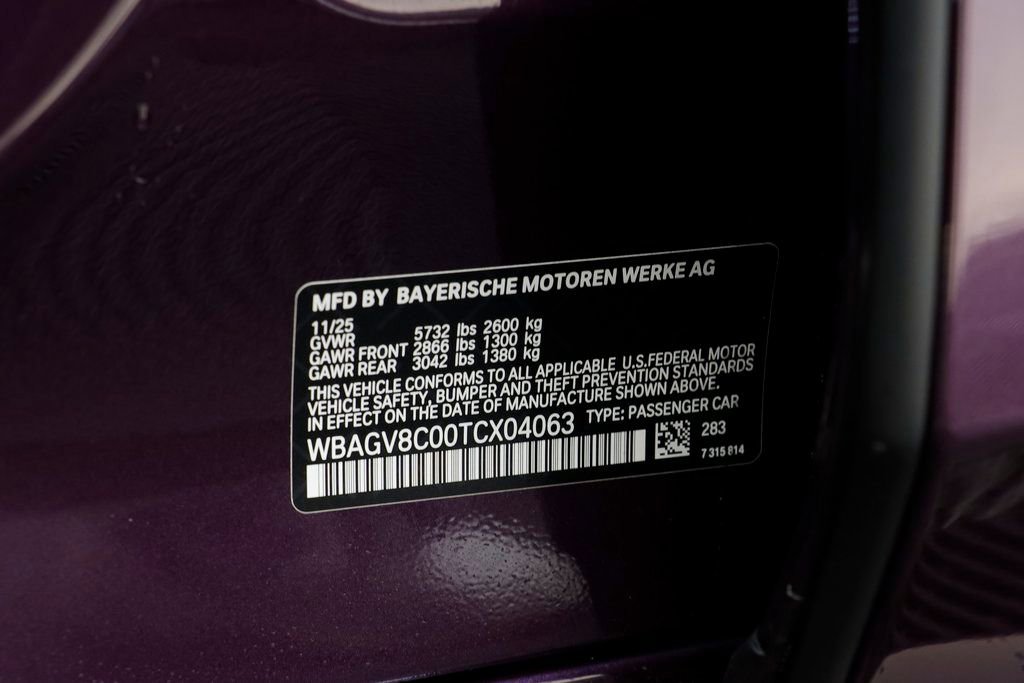 MFD BY BAYERISCHE MOTOREN WERKE AG
11/25
GVWR 5732 lbs 2600 kg
GAWR FRONT 2866 lbs 1300 kg
GAWR REAR 3042 lbs 1380 kg
THIS VEHICLE CONFORMS TO ALL APPLICABLE U.S.FEDERAL MOTOR
VEHICLE SAFETY, BUMPER AND THEFT PREVENTION STANDARDS
IN EFFECT ON THE DATE OF MANUFACTURE SHOWN ABOVE.
WBAGV8C00TCX04063 TYPE: PASSENGER CAR
283
7 315 814